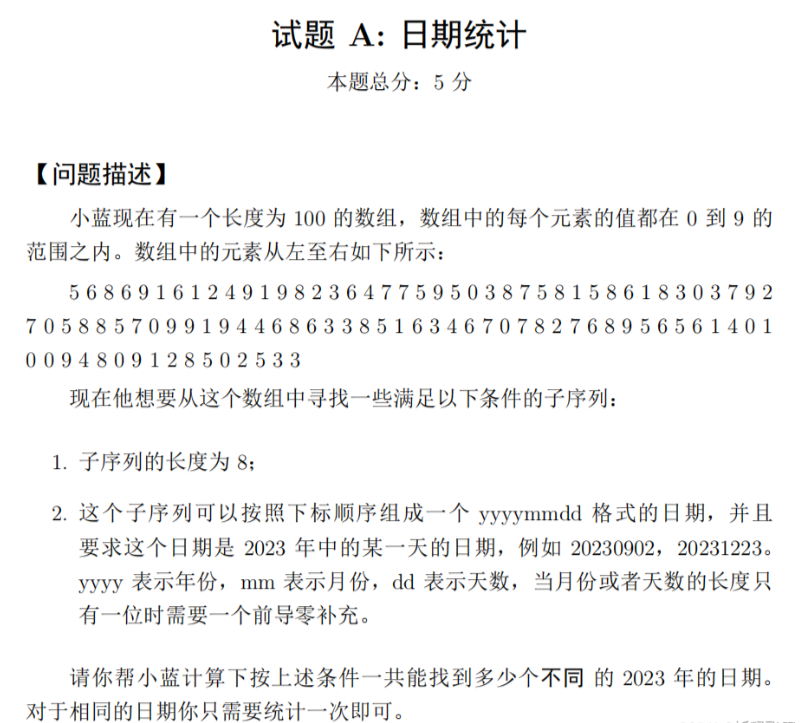 试题 A: 日期统计
本题总分：5 分
【问题描述】
小蓝现在有一个长度为 100 的数组，数组中的每个元素的值都在 0 到 9 的
范围之内。数组中的元素从左至右如下所示：
5 6 8 6 9 1 6 1 2 4 9 1 9 8 2 3 6 4 7 7 5 9 5 0 3 8 7 5 8 1 5 8 6 1 8 3 0 3 7 9 2
7 0 5 8 8 5 7 0 9 9 1 9 4 4 6 8 6 3 3 8 5 1 6 3 4 6 7 0 7 8 2 7 6 8 9 5 6 5 6 1 4 0 1
0 0 9 4 8 0 9 1 2 8 5 0 2 5 3 3
现在他想要从这个数组中寻找一些满足以下条件的子序列：
1. 子序列的长度为 8；
2. 这个子序列可以按照下标顺序组成一个 yyyymmdd 格式的日期，并且
要求这个日期是 2023 年中的某一天的日期，例如 20230902，20231223。
yyyy 表示年份，mm 表示月份，dd 表示天数，当月份或者天数的长度只
有一位时需要一个前导零补充。
请你帮小蓝计算下按上述条件一共能找到多少个不同 的 2023 年的日期。
对于相同的日期你只需要统计一次即可。